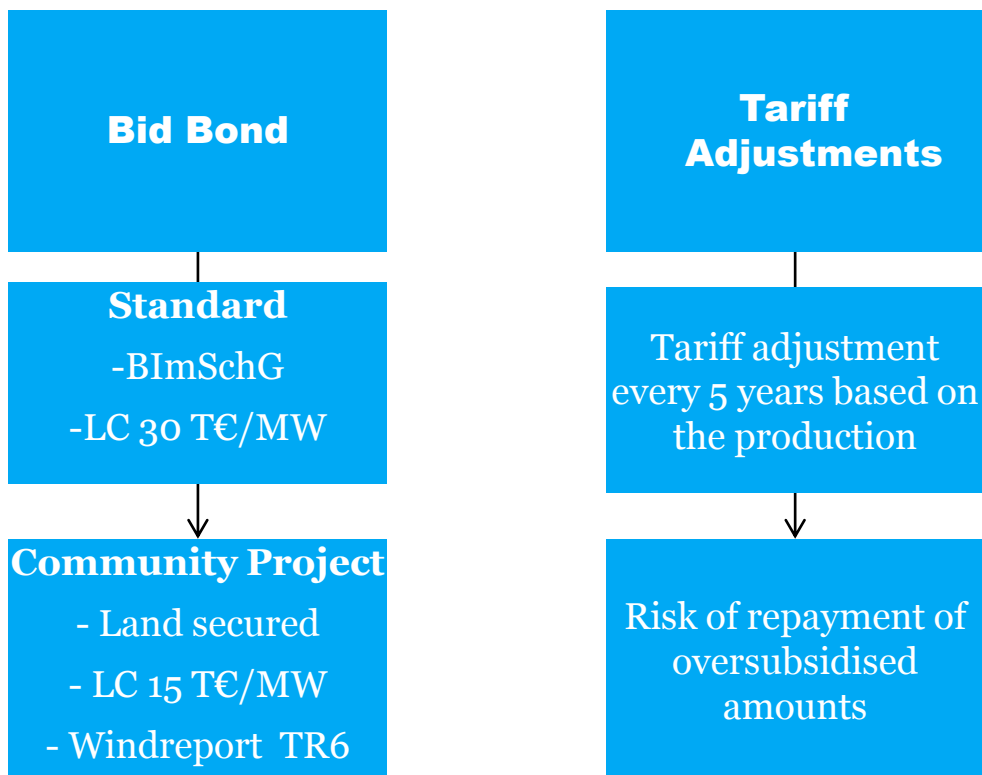 Bid Bond
Standard
-BImSchG
-LC 30 T€/MW
Community Project
- Land secured
- LC 15 T€/MW
- Windreport TR6
Tariff
Adjustments
Tariff adjustment
every 5 years based on
the production
Risk of repayment of
oversubsidised
amounts